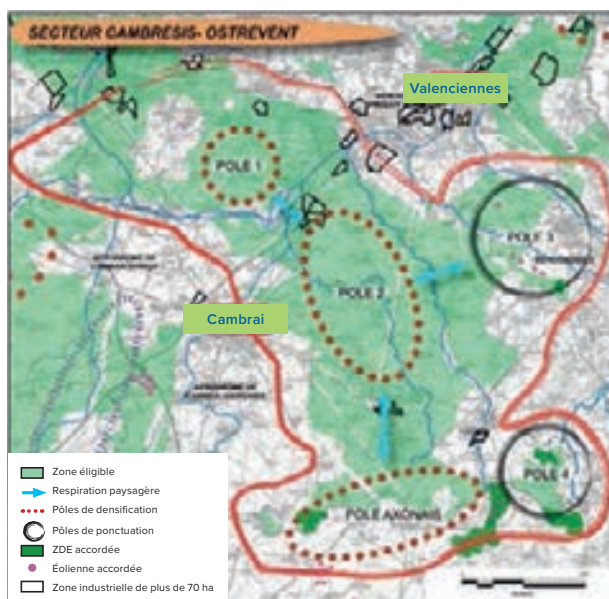 SECTEUR CAMBRESIS- OSTREVENT
Valenciennes
POLE 1
POLE 3
POLE 2
Cambrai
POLE 4
POLE AXONAIS
Zone éligible
Respiration paysagère
Pôles de densification
Pôles de ponctuation
ZDE accordée
Éolienne accordée
Zone industrielle de plus de 70 ha